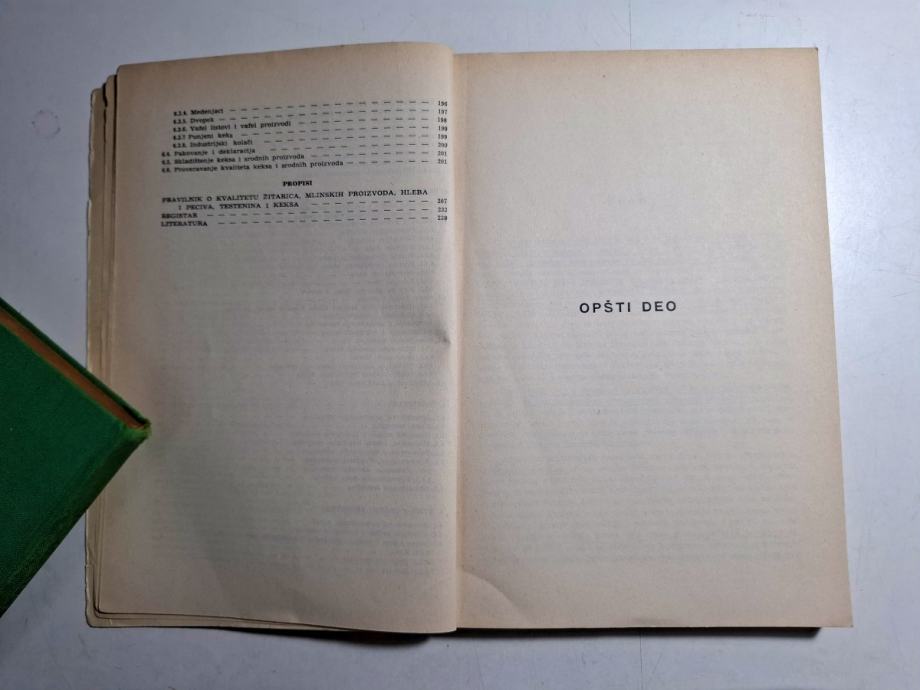 6.3.4. Medenjaci — — — — — — — — — — — — — 196
6.3.5. Dvopek — — — — — — — — — — — — — 197
6.3.6. Vafel listovi i vafel proizvodi — — — — — — — — — 198
6.3.7. Punjeni keks — — — — — — — — — — — — 199
6.3.8. Industrijski kolači — — — — — — — — — — — 199
6.4. Pakovanje i deklaracija — — — — — — — — — — — 200
6.5. Skladištenje keksa i srodnih proizvoda — — — — — — — — 201
6.6. Proveravanje kvaliteta keksa i srodnih proizvoda — — — — — — 201
PROPISI
PRAVILNIK O KVALITETU ŽITARICA, MLINSKIH PROIZVODA, HLEBA
I PECIVA, TESTENINA I KEKSA — — — — — — — — 207
REGISTAR — — — — — — — — — — — — — 222
LITERATURA — — — — — — — — — — — — — 229
OPŠTI DEO